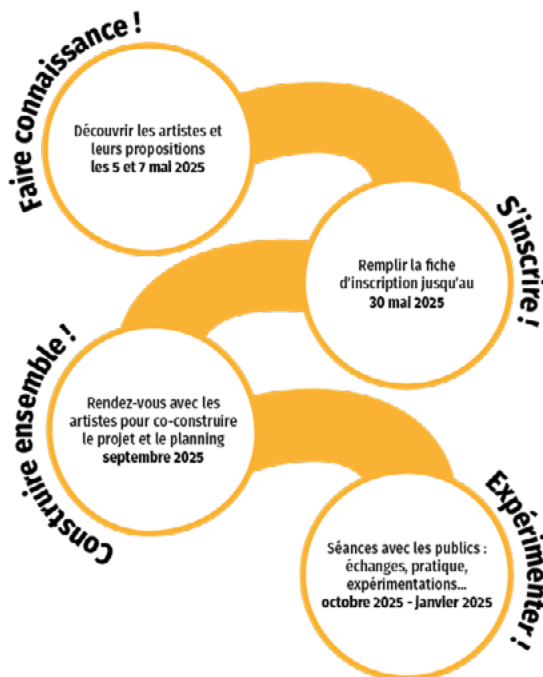 Faire connaissance !
Découvrir les artistes et
leurs propositions
les 5 et 7 mai 2025
S'inscrire !
Remplir la fiche
d'inscription jusqu'au
30 mai 2025
Construire ensemble !
Rendez-vous avec les
artistes pour co-construire
le projet et le planning
septembre 2025
Expérimenter !
Séances avec les publics :
échanges, pratique,
expérimentations...
octobre 2025 - janvier 2025